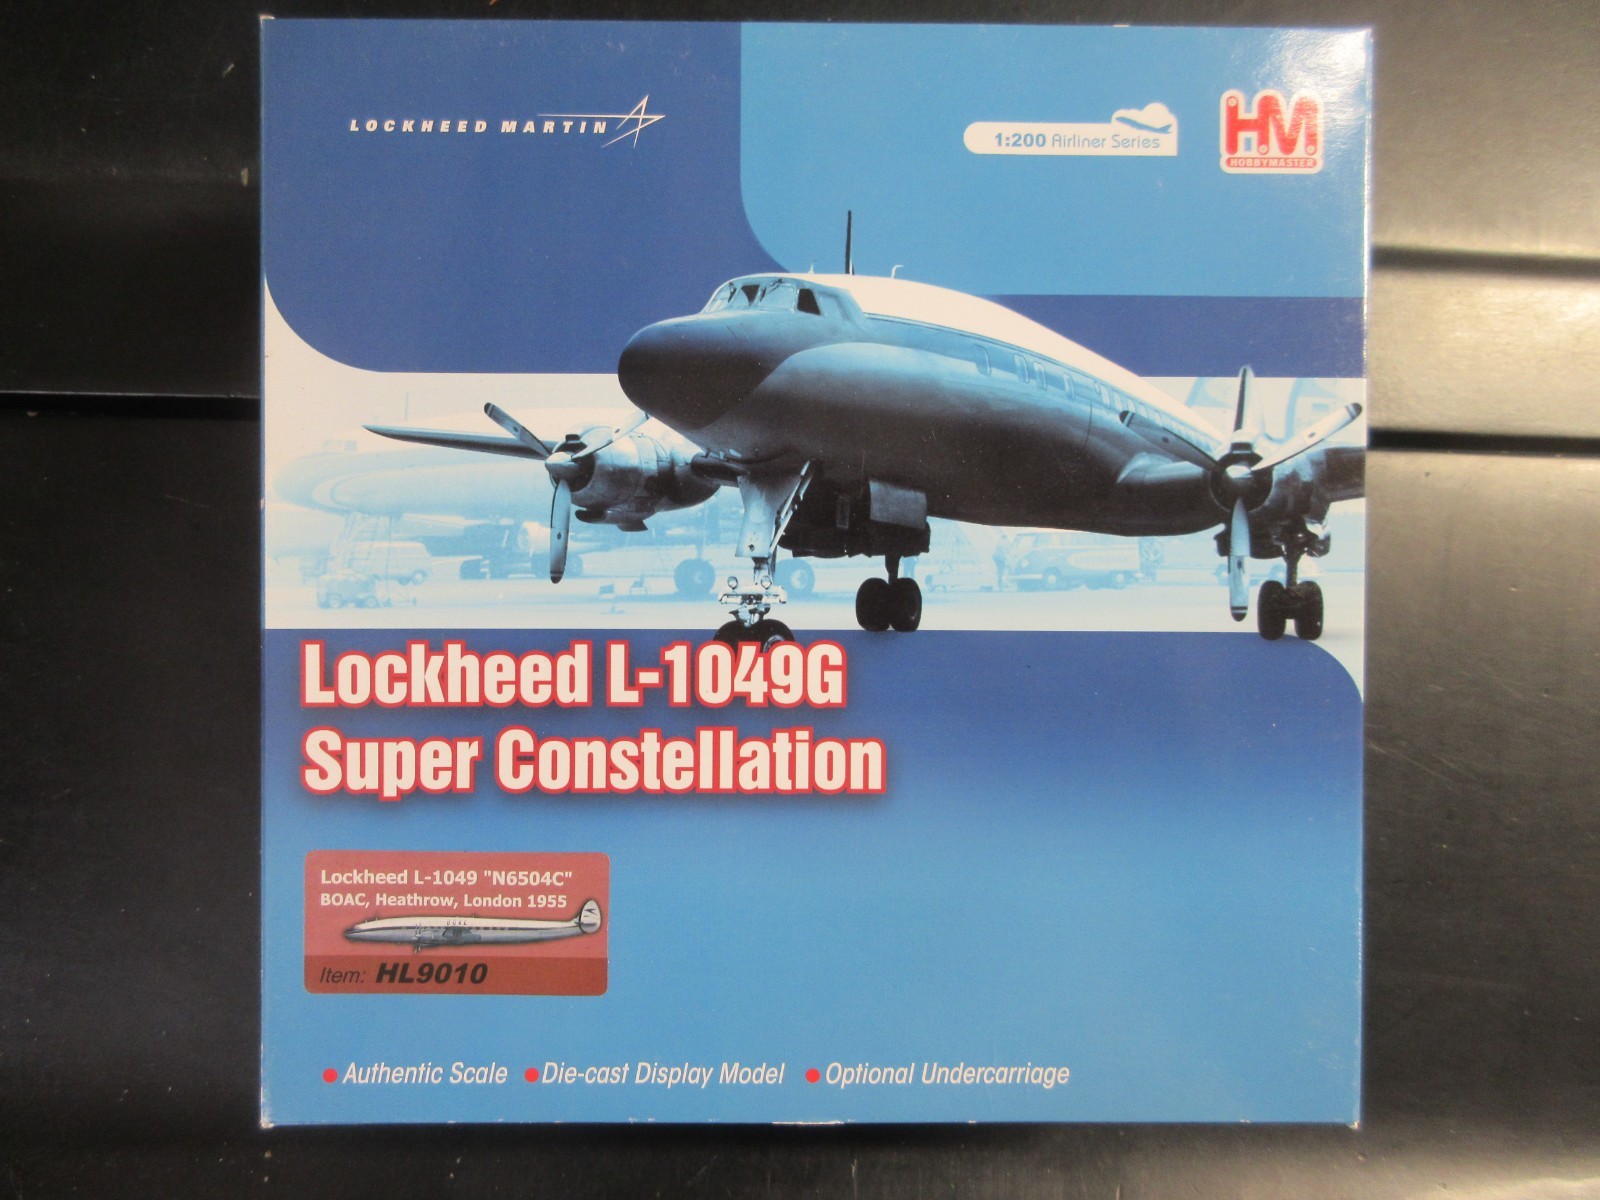 LOCKHEED MARTIN
1:200 Airliner Series
HM
HOBBYMASTER
Lockheed L-1049G
Super Constellation
Lockheed L-1049 "N6504C"
BOAC, Heathrow, London 1955
BOAC
Item: HL9010
Authentic Scale
Die-cast Display Model
Optional Undercarriage